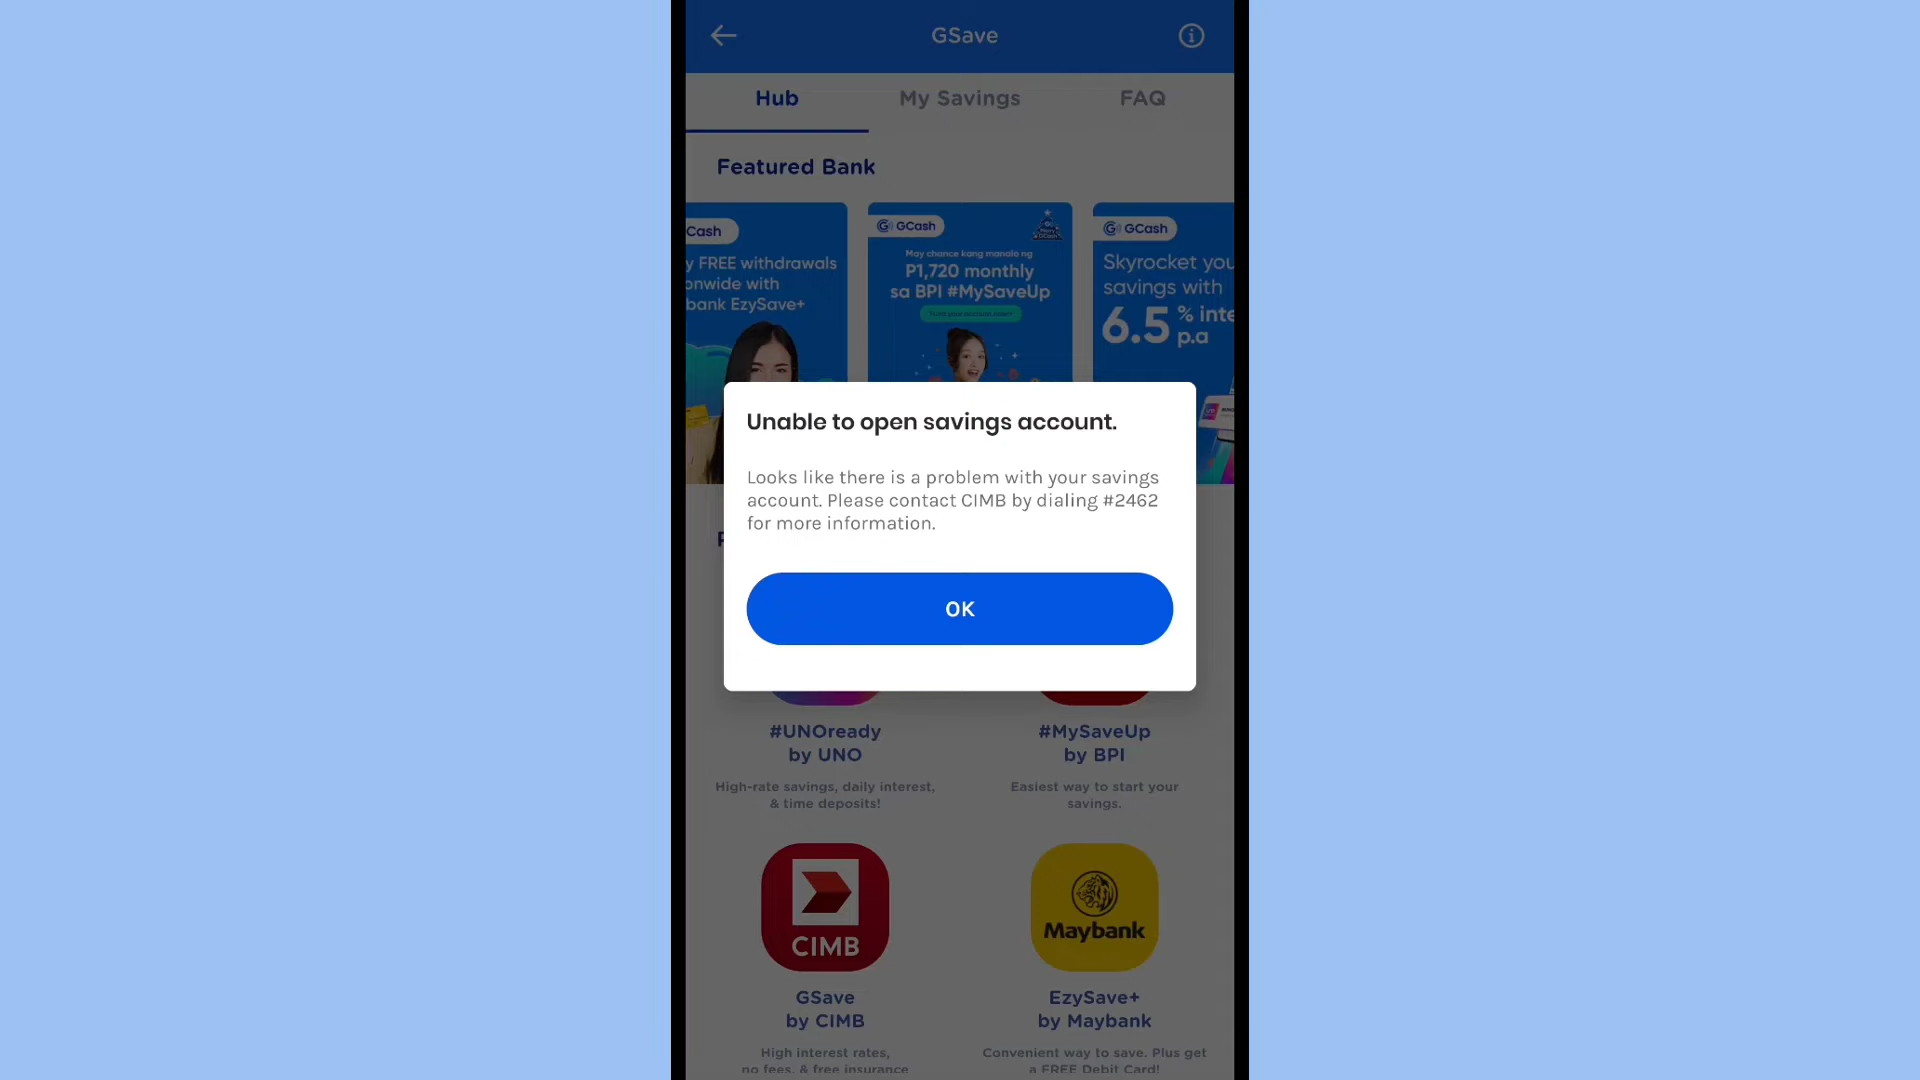 GSave
Hub
My Savings
FAQ
Featured Bank
Cash
y FREE withdrawals
onwide with
bank EzySave+
GCash
May chance kang manalo ng
P1,720 monthly
sa BPI #MySaveUp
GCash
Skyrocket you
savings with
6.5 % inte
p.a
Unable to open savings account.
Looks like there is a problem with your savings
account. Please contact CIMB by dialing #2462
for more information.
OK
#UNOready
by UNO
High-rate savings, daily interest,
& time deposits!
#MySaveUp
by BPI
Easiest way to start your
savings.
CIMB
GSave
by CIMB
High interest rates,
no fees, & free insurance
Maybank
EzySave+
by Maybank
Convenient way to save. Plus get
a FREE Debit Card!